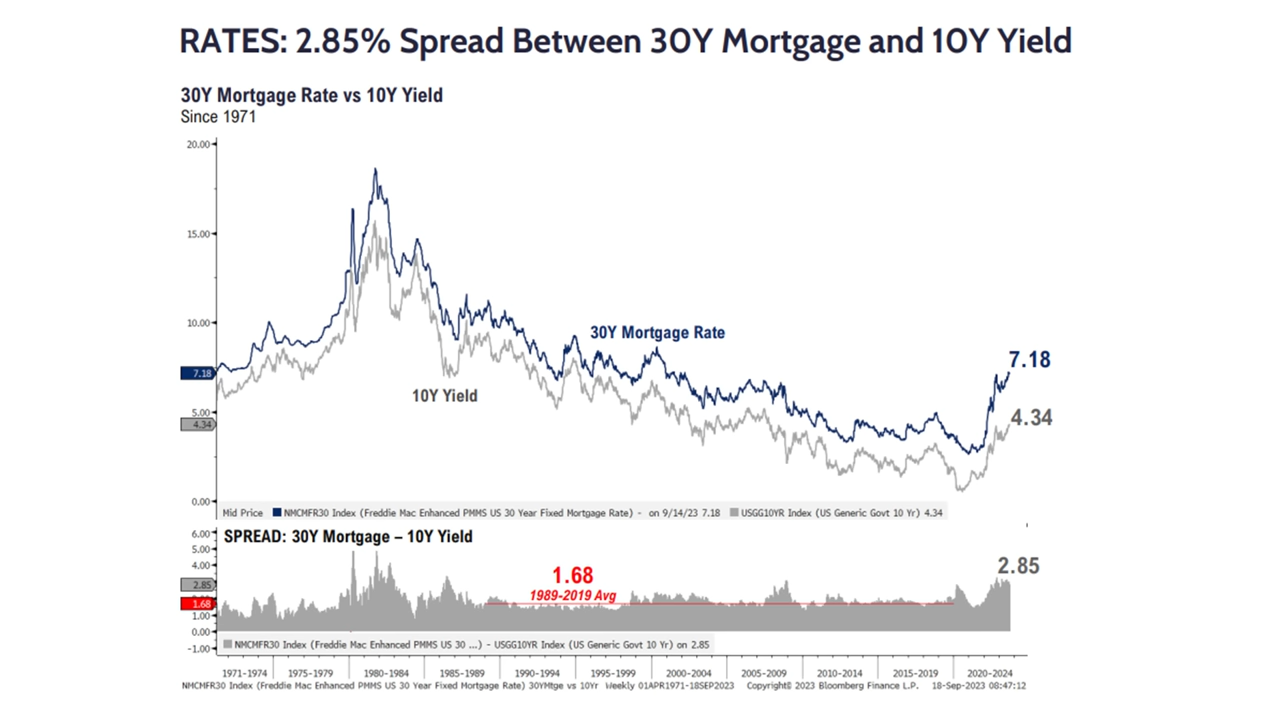 RATES: 2.85% Spread Between 30Y Mortgage and 10Y Yield
30Y Mortgage Rate vs 10Y Yield
Since 1971
20.00
15.00
10.00
7.18
5.00
4.34
0.00
30Y Mortgage Rate
10Y Yield
7.18
4.34
Mid Price NMCMFR30 Index (Freddie Mac Enhanced PMMS US 30 Year Fixed Mortgage Rate) - on 9/14/23 7.18 USGG10YR Index (US Generic Govt 10 Yr) 4.34
SPREAD: 30Y Mortgage – 10Y Yield
6.00
5.00
4.00
2.85
1.68
1.00
0.00
-1.00
1.68
1989-2019 Avg
2.85
NMCMFR30 Index (Freddie Mac Enhanced PMMS US 30 ...) - USGG10YR Index (US Generic Govt 10 Yr) on 2.85
1971-1974 1975-1979 1980-1984 1985-1989 1990-1994 1995-1999 2000-2004 2005-2009 2010-2014 2015-2019 2020-2024
NMCMFR30 Index (Freddie Mac Enhanced PMMS US 30 Year Fixed Mortgage Rate) 30YMtge vs 10Yr Weekly 01APR1971-18SEP2023 Copyright© 2023 Bloomberg Finance L.P. 18-Sep-2023 08:47:12